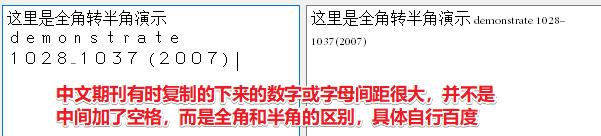 这里是全角转半角演示
ｄｅｍｏｎｓｔｒａｔｅ
１０２８–１０３７（２００７）
这里是全角转半角演示 demonstrate 1028–
1037(2007)
中文期刊有时复制的下来的数字或字母间距很大，并不是
中间加了空格，而是全角和半角的区别，具体自行百度